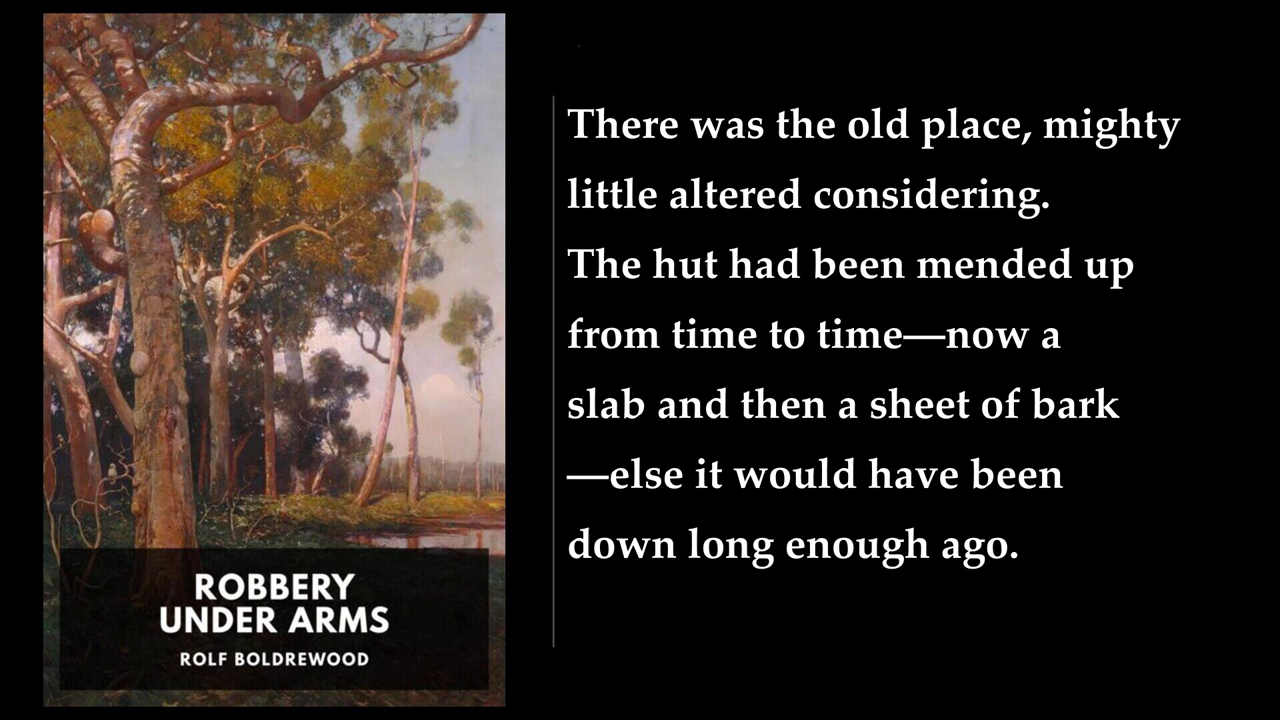 There was the old place, mighty
little altered considering.
The hut had been mended up
from time to time—now a
slab and then a sheet of bark
—else it would have been
down long enough ago.
ROBBERY
UNDER ARMS
ROLF BOLDREWOOD